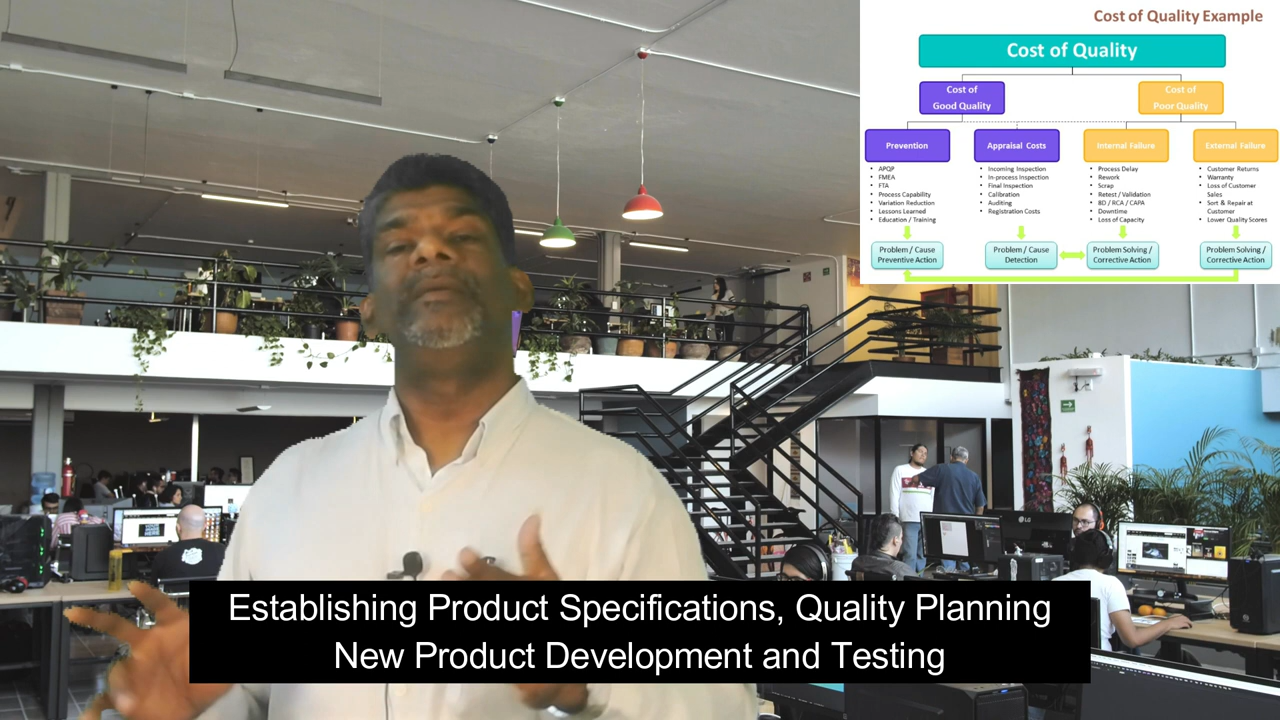 Cost of Quality Example
Cost of Quality
Cost of
Good Quality
Cost of
Poor Quality
Prevention
Appraisal Costs
Internal Failure
External Failure
• APQP
• FMEA
• FTA
• Process Capability
• Variation Reduction
• Lessons Learned
• Education / Training
• Incoming Inspection
• In-process Inspection
• Final Inspection
• Calibration
• Auditing
• Registration Costs
• Process Delay
• Rework
• Scrap
• Retest / Validation
• 8D / RCA / CAPA
• Downtime
• Loss of Capacity
• Customer Returns
• Warranty
• Loss of Customer
Sales
• Sort & Repair at
Customer
• Lower Quality Scores
Problem / Cause
Preventive Action
Problem / Cause
Detection
Problem Solving /
Corrective Action
Problem Solving /
Corrective Action
LG
Establishing Product Specifications, Quality Planning
New Product Development and Testing